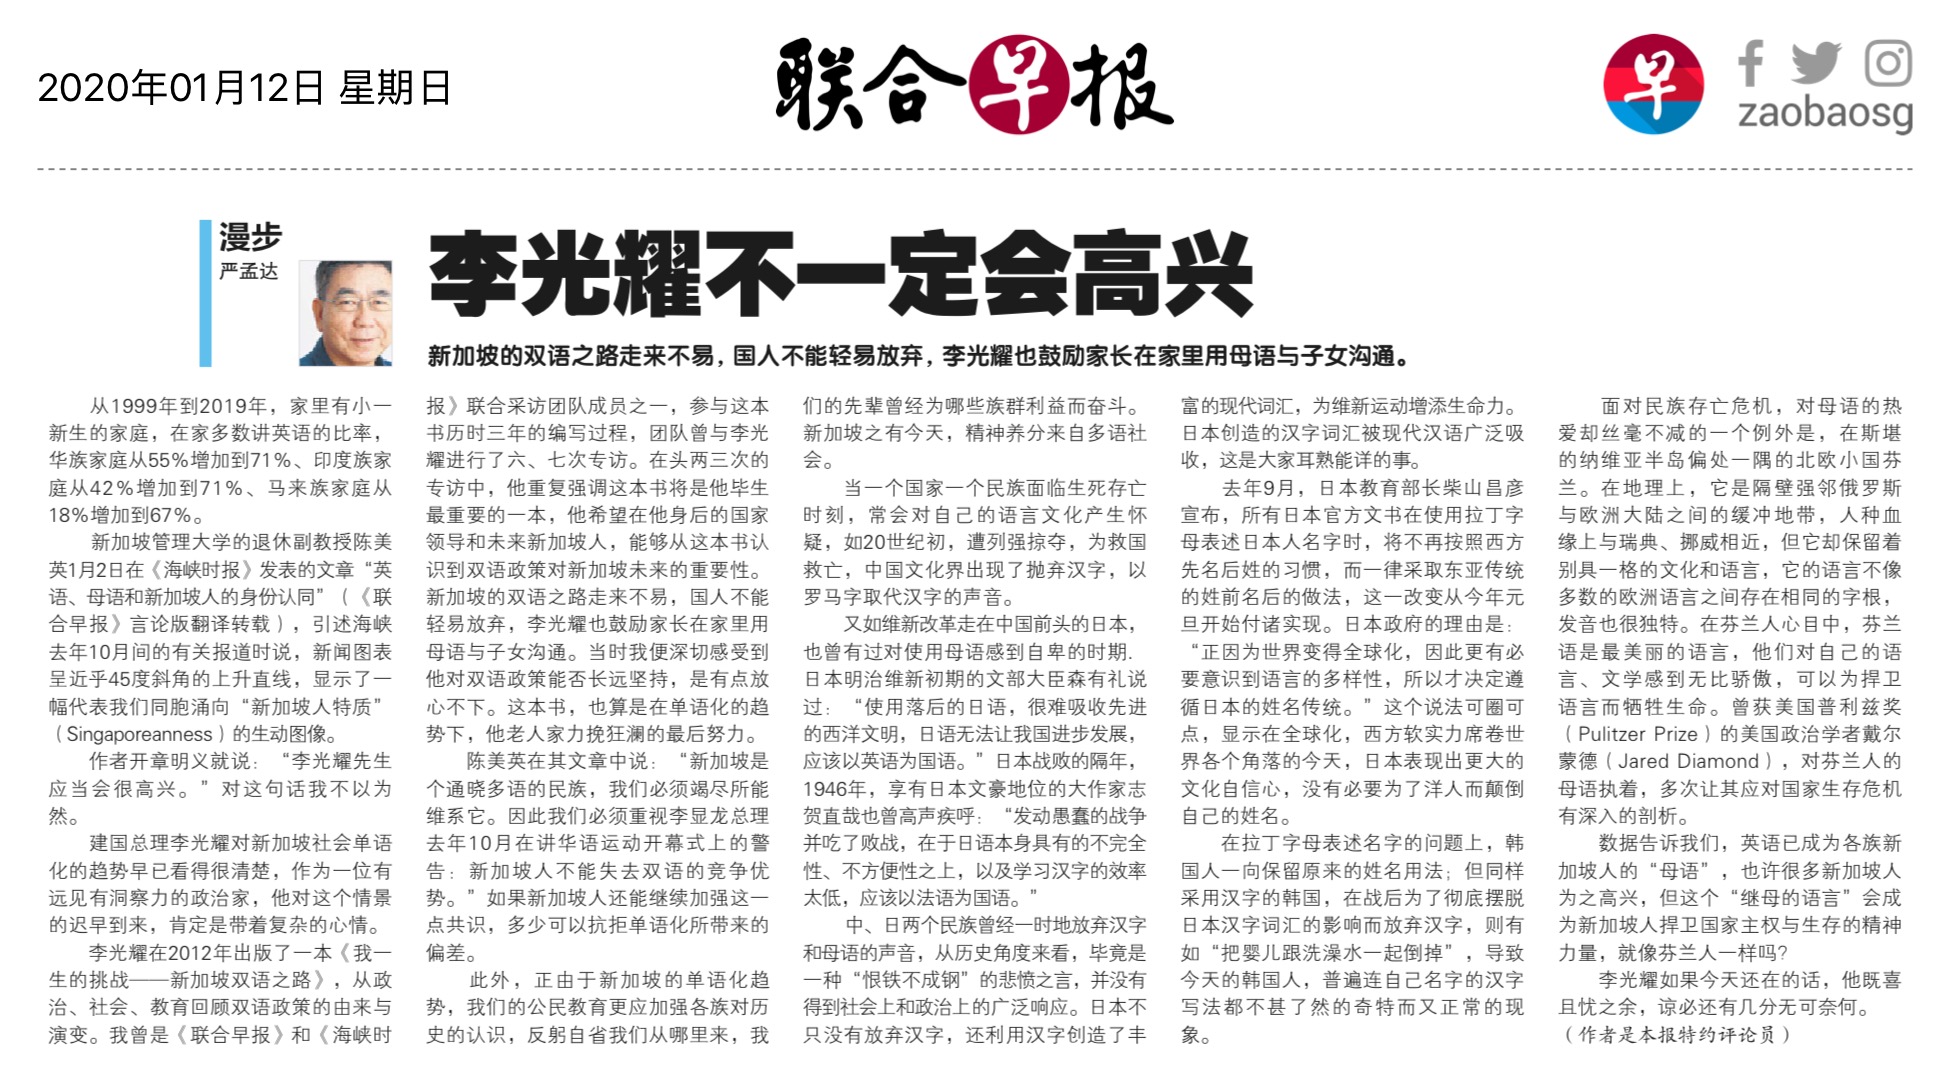 2020年01月12日 星期日
联合早报
早
zaobaosg
漫步
严孟达
李光耀不一定会高兴
新加坡的双语之路走来不易，国人不能轻易放弃，李光耀也鼓励家长在家里用母语与子女沟通。
从1999年到2019年，家里有小一
新生的家庭，在家多数讲英语的比率，
华族家庭从55%增加到71%、印度族家
庭从42%增加到71%、马来族家庭从
18%增加到67%。
新加坡管理大学的退休副教授陈美
英1月2日在《海峡时报》发表的文章“英
语、母语和新加坡人的身份认同”（《联
合早报》言论版翻译转载），引述海峡
去年10月间的有关报道时说，新闻图表
呈近乎45度斜角的上升直线，显示了一
幅代表我们同胞涌向“新加坡人特质”
（Singaporeanness）的生动图像。
作者开章明义就说：“李光耀先生
应当会很高兴。”对这句话我不以为
然。
建国总理李光耀对新加坡社会单语
化的趋势早已看得很清楚，作为一位有
远见有洞察力的政治家，他对这个情景
的迟早到来，肯定是带着复杂的心情。
李光耀在2012年出版了一本《我一
生的挑战——新加坡双语之路》，从政
治、社会、教育回顾双语政策的由来与
演变。我曾是《联合早报》和《海峡时
报》联合采访团队成员之一，参与这本
书历时三年的编写过程，团队曾与李光
耀进行了六、七次专访。在头两三次的
专访中，他重复强调这本书将是他毕生
最重要的一本，他希望在他身后的国家
领导和未来新加坡人，能够从这本书认
识到双语政策对新加坡未来的重要性。
新加坡的双语之路走来不易，国人不能
轻易放弃，李光耀也鼓励家长在家里用
母语与子女沟通。当时我便深切感受到
他对双语政策能否长远坚持，是有点放
心不下。这本书，也算是在单语化的趋
势下，他老人家力挽狂澜的最后努力。
陈美英在其文章中说：“新加坡是
个通晓多语的民族，我们必须竭尽所能
维系它。因此我们必须重视李显龙总理
去年10月在讲华语运动开幕式上的警
告：新加坡人不能失去双语的竞争优
势。”如果新加坡人还能继续加强这一
点共识，多少可以抗拒单语化所带来的
偏差。
此外，正由于新加坡的单语化趋
势，我们的公民教育更应加强各族对历
史的认识，反躬自省我们从哪里来，我
们的先辈曾经为哪些族群利益而奋斗。
新加坡之有今天，精神养分来自多语社
会。
当一个国家一个民族面临生死存亡
时刻，常会对自己的语言文化产生怀
疑，如20世纪初，遭列强掠夺，为救国
救亡，中国文化界出现了抛弃汉字，以
罗马字取代汉字的声音。
又如维新改革走在中国前头的日本，
也曾有过对使用母语感到自卑的时期.
日本明治维新初期的文部大臣森有礼说
过：“使用落后的日语，很难吸收先进
的西洋文明，日语无法让我国进步发展，
应该以英语为国语。”日本战败的隔年，
1946年，享有日本文豪地位的大作家志
贺直哉也曾高声疾呼：“发动愚蠢的战争
并吃了败战，在于日语本身具有的不完全
性、不方便性之上，以及学习汉字的效率
太低，应该以法语为国语。”
中、日两个民族曾经一时地放弃汉字
和母语的声音，从历史角度来看，毕竟是
一种“恨铁不成钢”的悲愤之言，并没有
得到社会上和政治上的广泛响应。日本不
只没有放弃汉字，还利用汉字创造了丰
富的现代词汇，为维新运动增添生命力。
日本创造的汉字词汇被现代汉语广泛吸
收，这是大家耳熟能详的事。
去年9月，日本教育部长柴山昌彦
宣布，所有日本官方文书在使用拉丁字
母表述日本人名字时，将不再按照西方
先名后姓的习惯，而一律采取东亚传统
的姓前名后的做法，这一改变从今年元
旦开始付诸实现。日本政府的理由是：
“正因为世界变得全球化，因此更有必
要意识到语言的多样性，所以才决定遵
循日本的姓名传统。”这个说法可圈可
点，显示在全球化，西方软实力席卷世
界各个角落的今天，日本表现出更大的
文化自信心，没有必要为了洋人而颠倒
自己的姓名。
在拉丁字母表述名字的问题上，韩
国人一向保留原来的姓名用法；但同样
采用汉字的韩国，在战后为了彻底摆脱
日本汉字词汇的影响而放弃汉字，则有
如“把婴儿跟洗澡水一起倒掉”，导致
今天的韩国人，普遍连自己名字的汉字
写法都不甚了然的奇特而又正常的现
象。
面对民族存亡危机，对母语的热
爱却丝毫不减的一个例外是，在斯堪
的纳维亚半岛偏处一隅的北欧小国芬
兰。在地理上，它是隔壁强邻俄罗斯
与欧洲大陆之间的缓冲地带，人种血
缘上与瑞典、挪威相近，但它却保留着
别具一格的文化和语言，它的语言不像
多数的欧洲语言之间存在相同的字根，
发音也很独特。在芬兰人心目中，芬兰
语是最美丽的语言，他们对自己的语
言、文学感到无比骄傲，可以为捍卫
语言而牺牲生命。曾获美国普利兹奖
（Pulitzer Prize）的美国政治学者戴尔
蒙德（Jared Diamond），对芬兰人的
母语执着，多次让其应对国家生存危机
有深入的剖析。
数据告诉我们，英语已成为各族新
加坡人的“母语”，也许很多新加坡人
为之高兴，但这个“继母的语言”会成
为新加坡人捍卫国家主权与生存的精神
力量，就像芬兰人一样吗？
李光耀如果今天还在的话，他既喜
且忧之余，谅必还有几分无可奈何。
（作者是本报特约评论员）